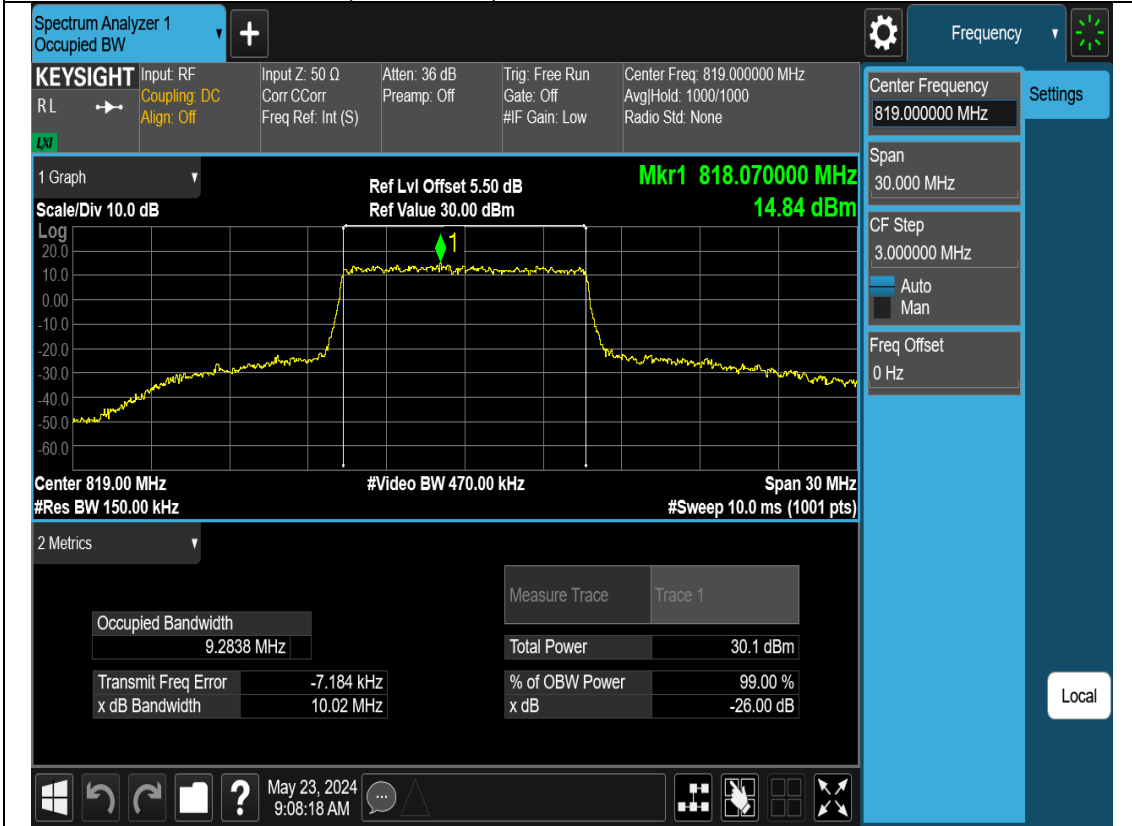 Spectrum Analyzer 1
Occupied BW
+
Frequency
KEYSIGHT
RL
LXI
Input: RF
Coupling: DC
Align: Off
Input Z: 50 Ω
Corr CCorr
Freq Ref: Int (S)
Atten: 36 dB
Preamp: Off
Trig: Free Run
Gate: Off
#IF Gain: Low
Center Freq: 819.000000 MHz
Avg|Hold: 1000/1000
Radio Std: None
Center Frequency
819.000000 MHz
Settings
Span
30.000 MHz
CF Step
3.000000 MHz
Auto
Man
Freq Offset
0 Hz
Local
1 Graph
Scale/Div 10.0 dB
Ref Lvl Offset 5.50 dB
Ref Value 30.00 dBm
Mkr1 818.070000 MHz
14.84 dBm
Log
20.0
10.0
0.00
-10.0
-20.0
-30.0
-40.0
-50.0
-60.0
1
Center 819.00 MHz
#Video BW 470.00 kHz
Span 30 MHz
#Res BW 150.00 kHz
#Sweep 10.0 ms (1001 pts)
2 Metrics
Measure Trace
Trace 1
Occupied Bandwidth
9.2838 MHz
Total Power
30.1 dBm
Transmit Freq Error
-7.184 kHz
% of OBW Power
99.00 %
x dB Bandwidth
10.02 MHz
x dB
-26.00 dB
?
May 23, 2024
9:08:18 AM